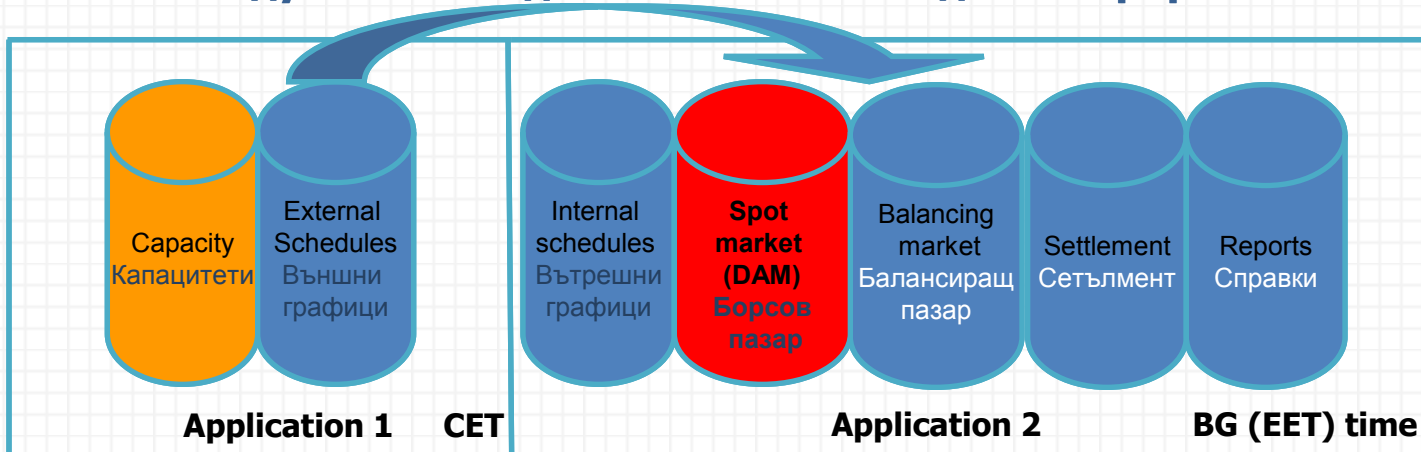 Capacity
Капацитети
External
Schedules
Външни
графици
Internal
schedules
Вътрешни
графици
Spot
market
(DAM)
Борсов
пазар
Balancing
market
Балансиращ
пазар
Settlement
Сетълмент
Reports
Справки
Application 1 CET
Application 2 BG (EET) time